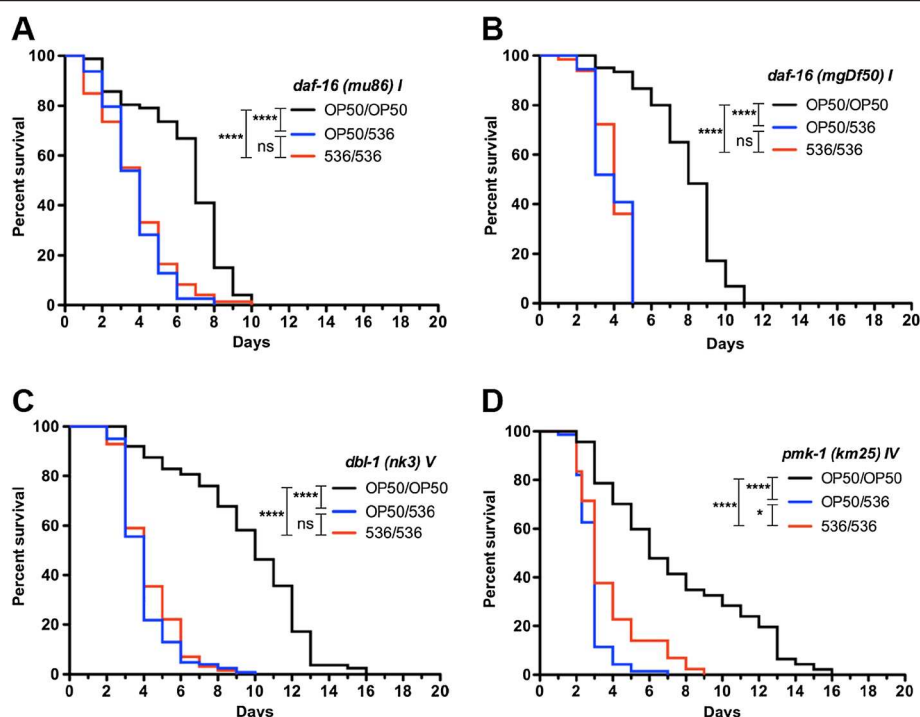 A
daf-16 (mu86) I
OP50/OP50
OP50/536
536/536
****
****
ns
Percent survival
100
80
60
40
20
0
0 2 4 6 8 10 12 14 16 18 20
Days
B
daf-16 (mgDf50) I
OP50/OP50
OP50/536
536/536
****
****
ns
Percent survival
100
80
60
40
20
0
0 2 4 6 8 10 12 14 16 18 20
Days
C
dbl-1 (nk3) V
OP50/OP50
OP50/536
536/536
****
****
ns
Percent survival
100
80
60
40
20
0
0 2 4 6 8 10 12 14 16 18 20
Days
D
pmk-1 (km25) IV
OP50/OP50
OP50/536
536/536
****
****
*
Percent survival
100
80
60
40
20
0
0 2 4 6 8 10 12 14 16 18 20
Days